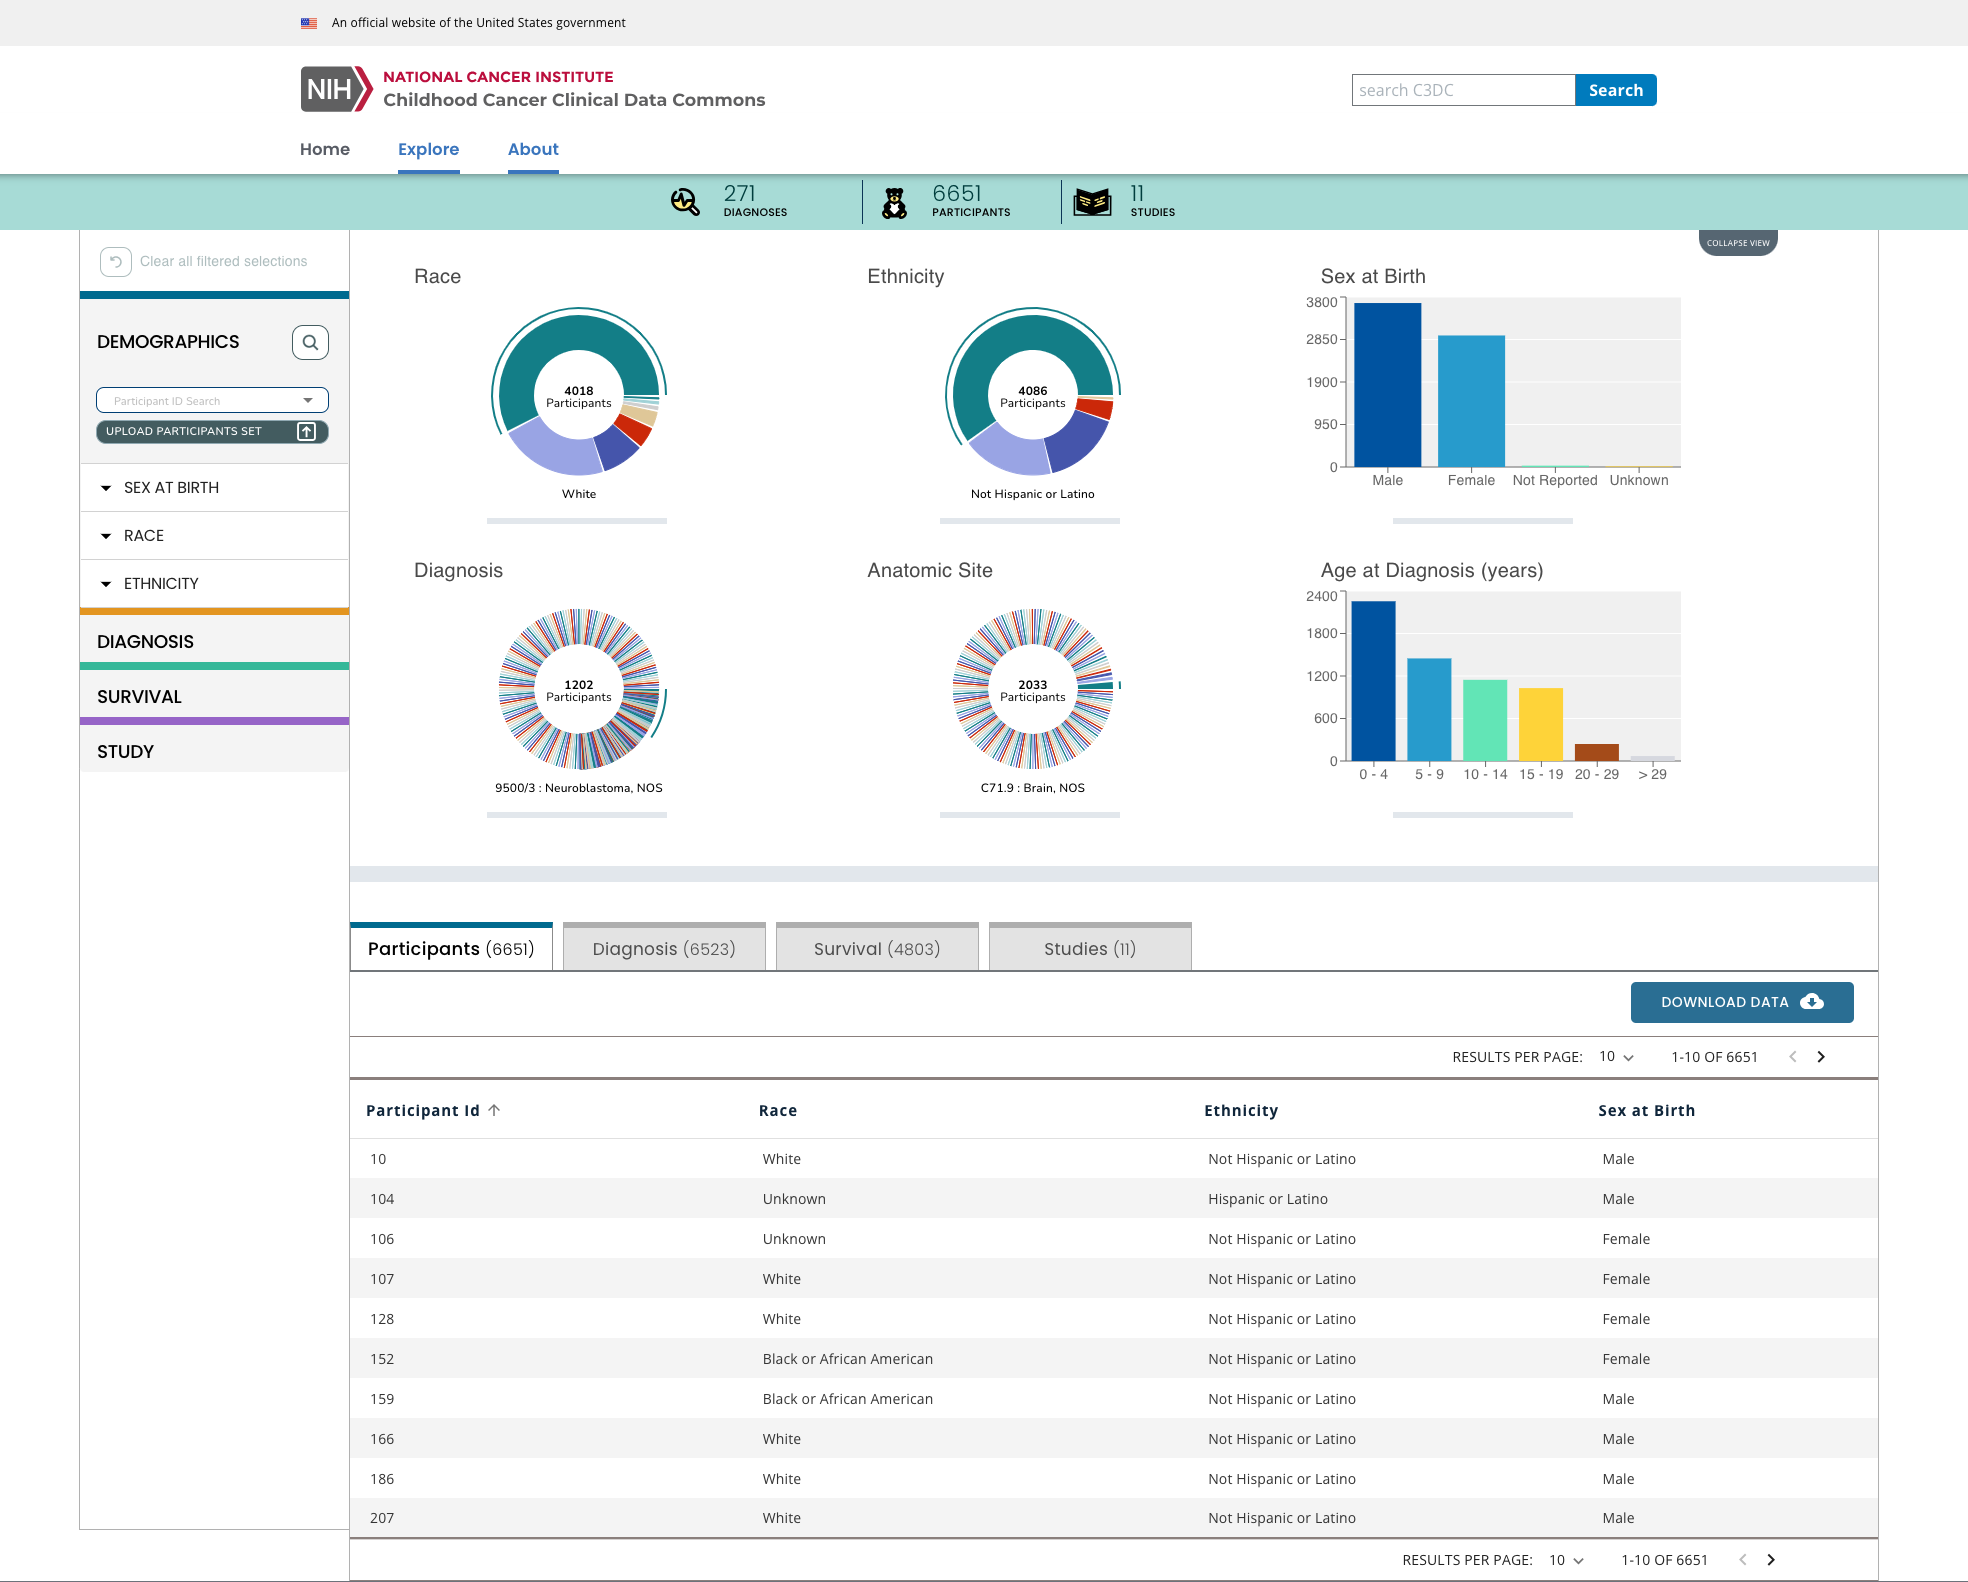 An official website of the United States government
NIH
NATIONAL CANCER INSTITUTE
Childhood Cancer Clinical Data Commons
search C3DC
Search
Home
Explore
About
271
DIAGNOSES
6651
PARTICIPANTS
11
STUDIES
COLLAPSE VIEW
Clear all filtered selections
DEMOGRAPHICS
Participant ID Search
UPLOAD PARTICIPANTS SET
SEX AT BIRTH
RACE
ETHNICITY
DIAGNOSIS
SURVIVAL
STUDY
Race
4018
Participants
White
Ethnicity
4086
Participants
Not Hispanic or Latino
Sex at Birth
3800
2850
1900
950
0
Male Female Not Reported Unknown
Diagnosis
1202
Participants
9500/3 : Neuroblastoma, NOS
Anatomic Site
2033
Participants
C71.9 : Brain, NOS
Age at Diagnosis (years)
2400
1800
1200
600
0
0 - 4 5 - 9 10 - 14 15 - 19 20 - 29 > 29
Participants (6651)
Diagnosis (6523)
Survival (4803)
Studies (11)
DOWNLOAD DATA
RESULTS PER PAGE: 10 1-10 OF 6651
Participant Id Race Ethnicity Sex at Birth
10 White Not Hispanic or Latino Male
104 Unknown Hispanic or Latino Male
106 Unknown Not Hispanic or Latino Female
107 White Not Hispanic or Latino Female
128 White Not Hispanic or Latino Female
152 Black or African American Not Hispanic or Latino Female
159 Black or African American Not Hispanic or Latino Male
166 White Not Hispanic or Latino Male
186 White Not Hispanic or Latino Male
207 White Not Hispanic or Latino Male
RESULTS PER PAGE: 10 1-10 OF 6651